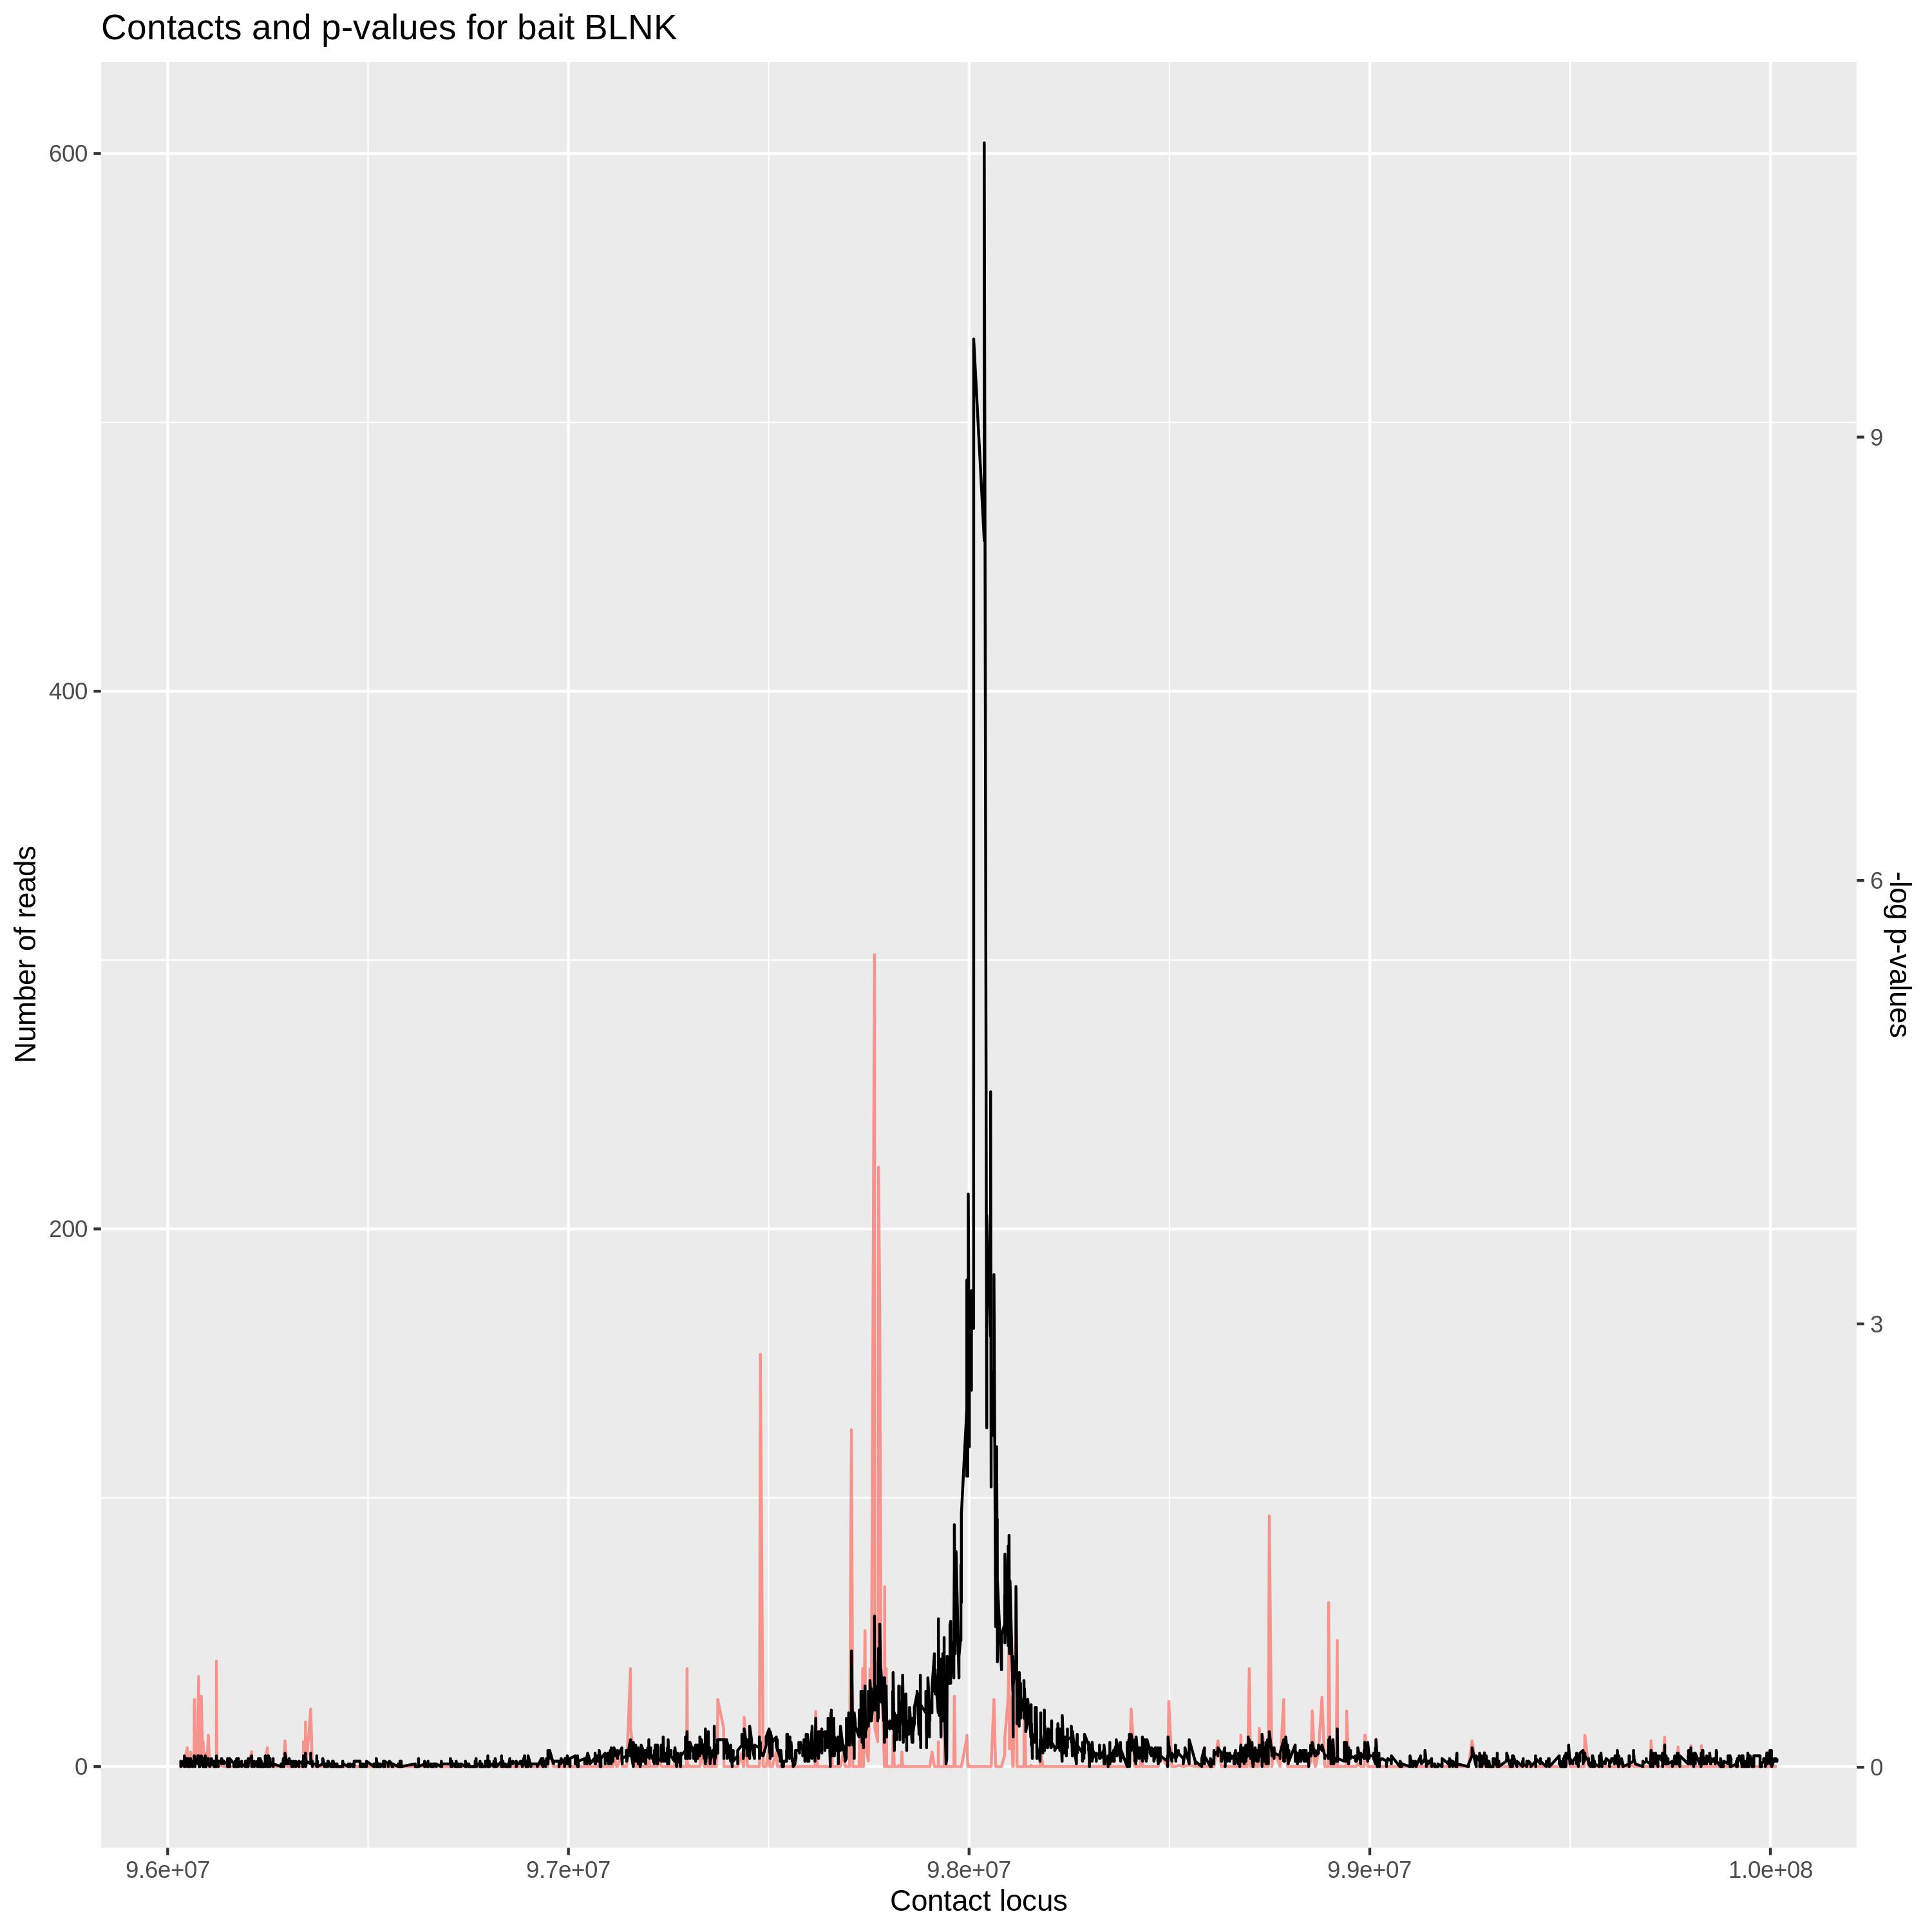 Contacts and p-values for bait BLNK
600
400
200
0
Number of reads
9
6
3
0
-log p-values
9.6e+07 9.7e+07 9.8e+07 9.9e+07 1.0e+08
Contact locus